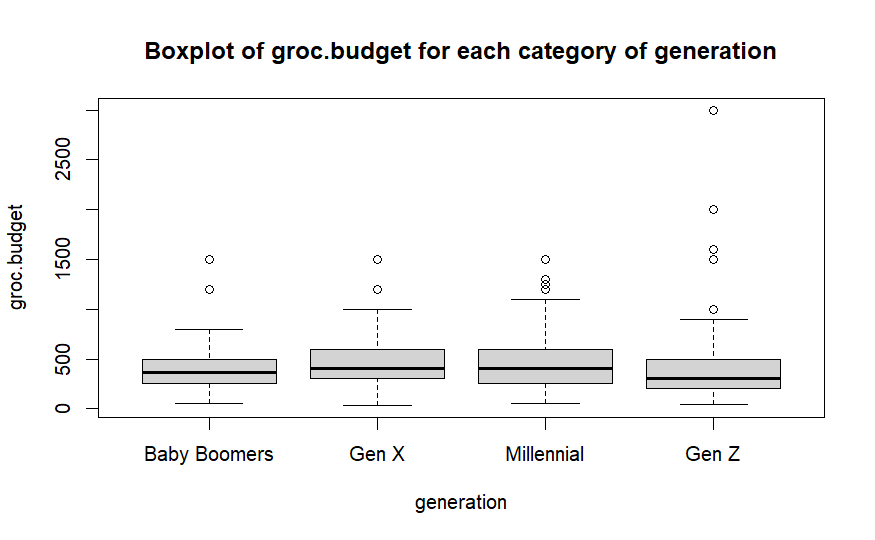 Boxplot of groc.budget for each category of generation
groc.budget
2500
1500
500
0
Baby Boomers
Gen X
Millennial
Gen Z
generation